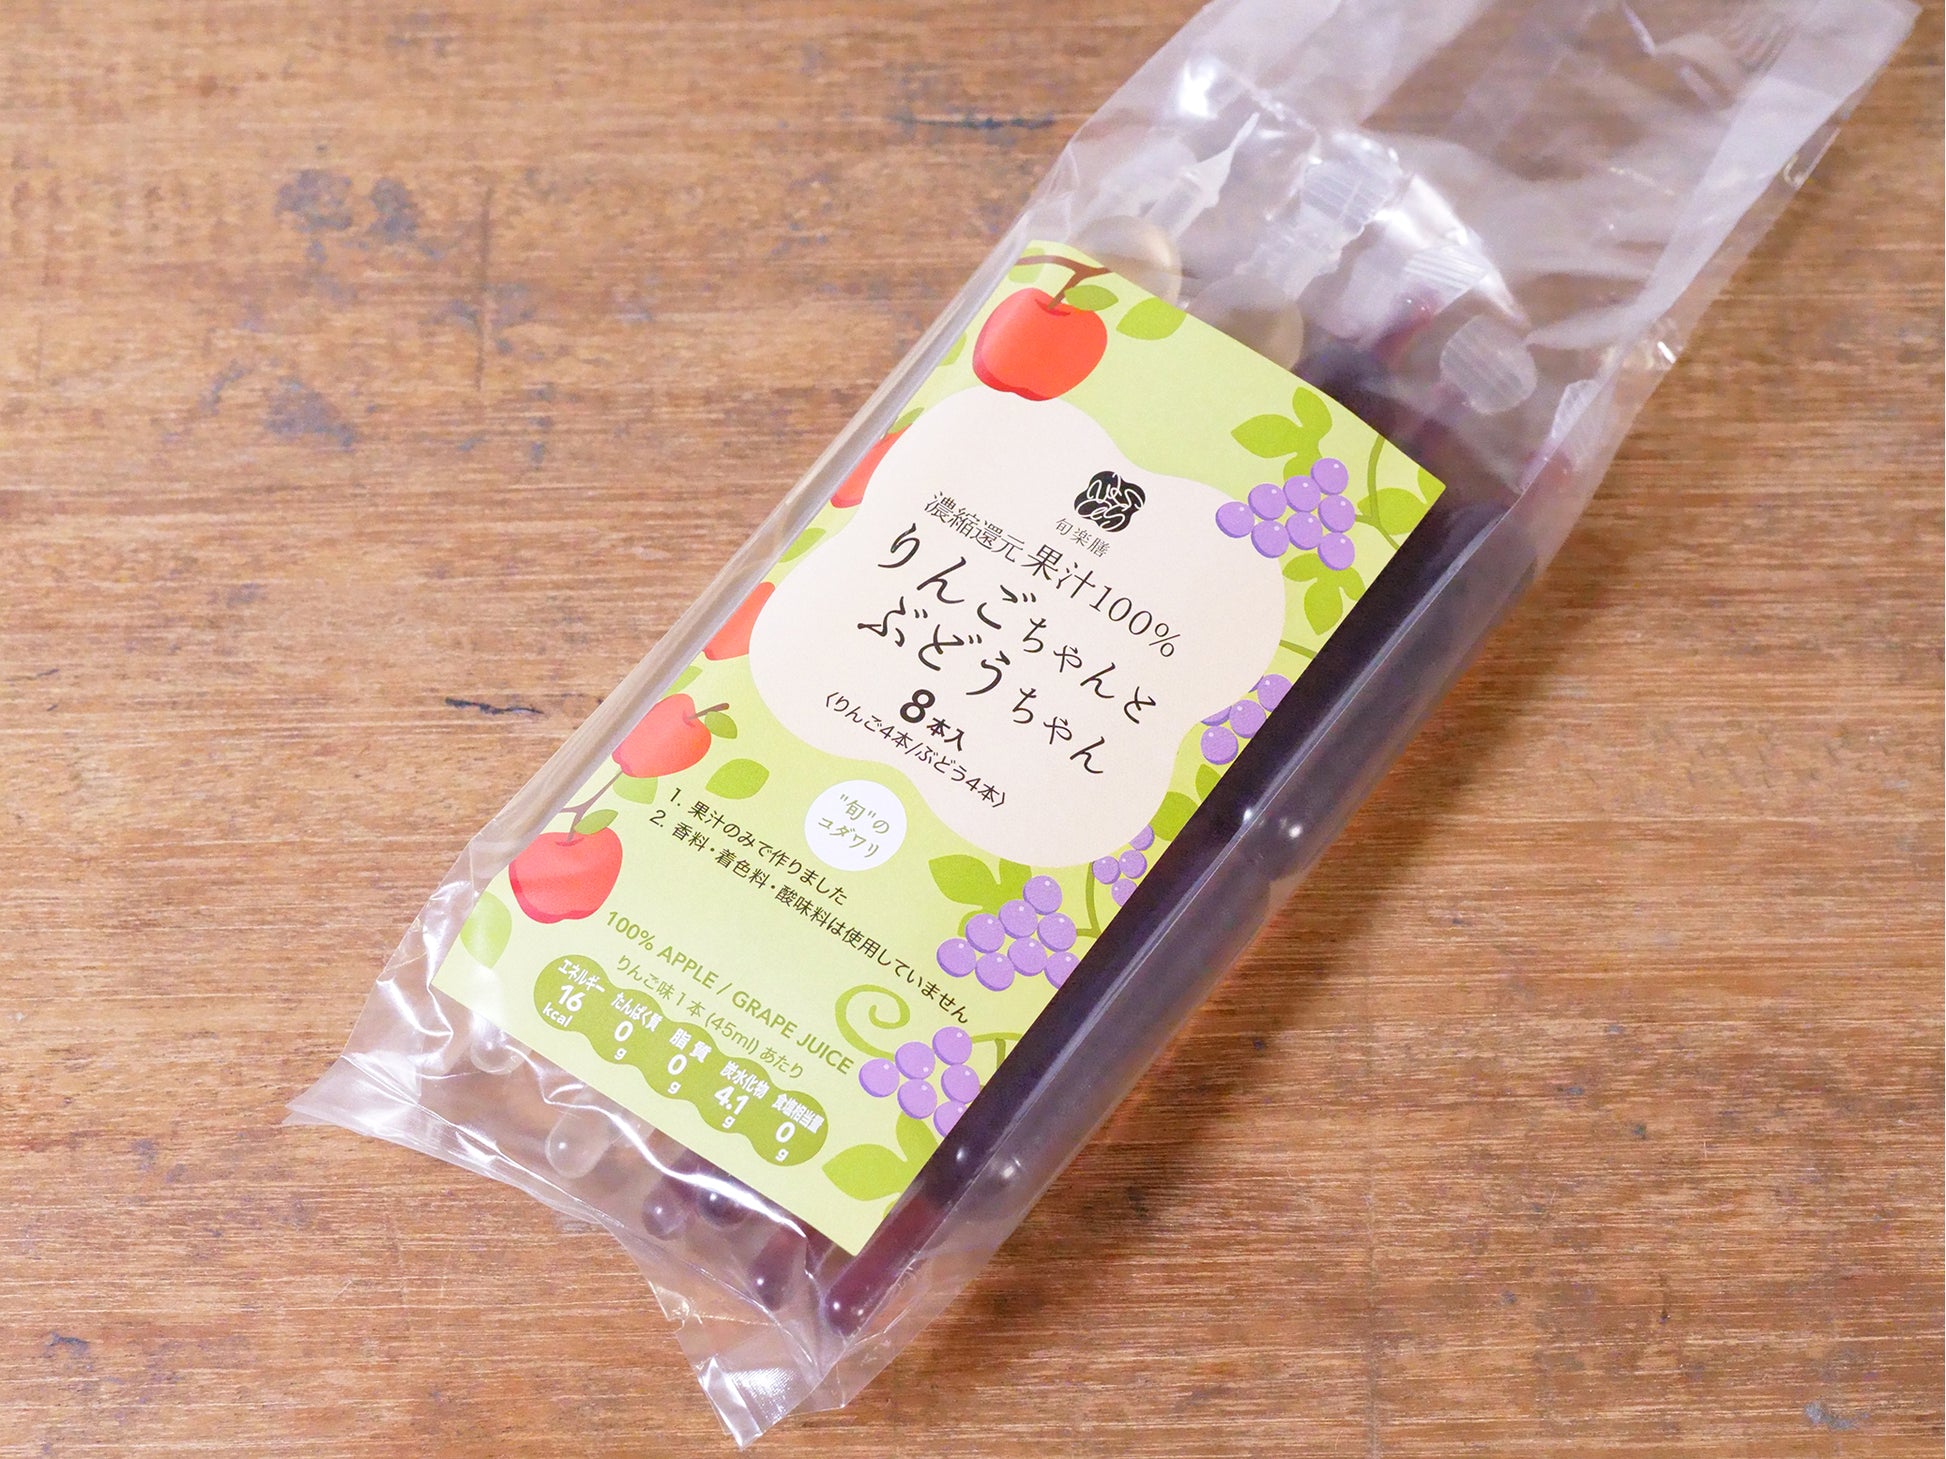 旬楽膳
濃縮還元 果汁100%
りんごちゃんと
ぶどうちゃん
8本入
〈りんご4本/ぶどう4本〉
"旬"の
コダワリ
1. 果汁のみで作りました
2. 香料・着色料・酸味料は使用していません
100% APPLE / GRAPE JUICE
りんご味1本(45ml)あたり
エネルギー 16 kcal
たんぱく質 0 g
脂質 0 g
炭水化物 4.1 g
食塩相当量 0 g